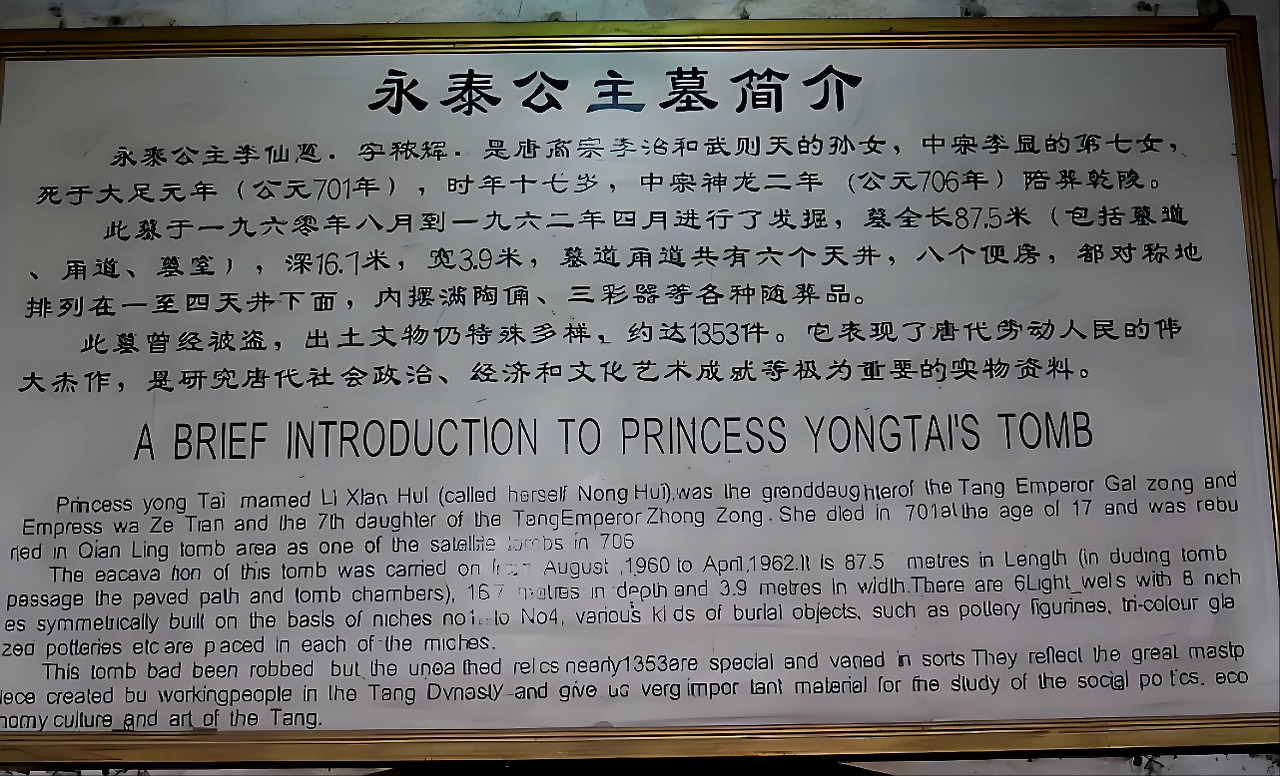 永泰公主墓简介
永泰公主李仙蕙．字秾辉．是唐高宗李治和武则天的孙女，中宗李显的第七女，
死于大足元年（公元701年），时年十七岁，中宗神龙二年（公元706年）陪葬乾陵。
此墓于一九六零年八月到一九六二年四月进行了发掘，墓全长87.5米（包括墓道
、甬道、墓室），深16.7米，宽3.9米，墓道甬道共有六个天井，八个便房，都对称地
排列在一至四天井下面，内摆满陶俑、三彩器等各种随葬品。
此墓曾经被盗，出土文物仍特殊多样，约达1353件。它表现了唐代劳动人民的伟
大杰作，是研究唐代社会政治、经济和文化艺术成就等极为重要的实物资料。
A BRIEF INTRODUCTION TO PRINCESS YONGTAI'S TOMB
Princess yong Tai mamed Li Xian Hui (called herself Nong Hui),was the granddaughterof the Tang Emperor Gal zong and
Empress wa Ze Tran and the 7th daughter of the TangEmperor Zhong Zong. She died in 701at the age of 17 and was rebu
ried in Qian Ling tomb area as one of the satellite tombs in 706
The eacava tion of this tomb was carried on from August ,1960 to April,1962.It is 87.5 metres in Length (in duding tomb
passage the paved path and tomb chambers), 16.7 metres in depth and 3.9 metres in width.There are 6Light wels with 8 nich
es symmetrically built on the basis of niches no1. to No4, various ki ds of burial objects, such as pottery figurines, tri-colour gla
zed potteries etc are p aced in each of the miches.
This tomb bad been robbed but the unea thed relcs nearly1353are special and vaned in sorts They reflect the great mastp
iece created bu workingpeople in the Tang Dynasty and give us verg impor tant material for the study of the social po tics, eco
nomy culture and art of the Tang.